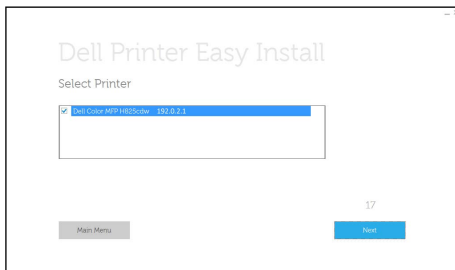 Dell Printer Easy Install
Select Printer
Dell Color MFP H825cdw 192.0.2.1
17
Main Menu
Next